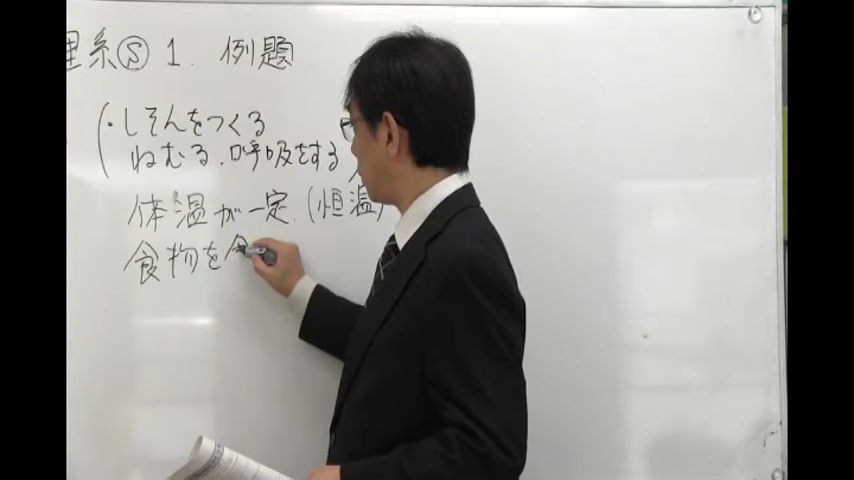 理系Ⓢ 1. 例題
(・しそんをつくる
ねむる.呼吸をする
体温が一定.(恒温)
食物を食